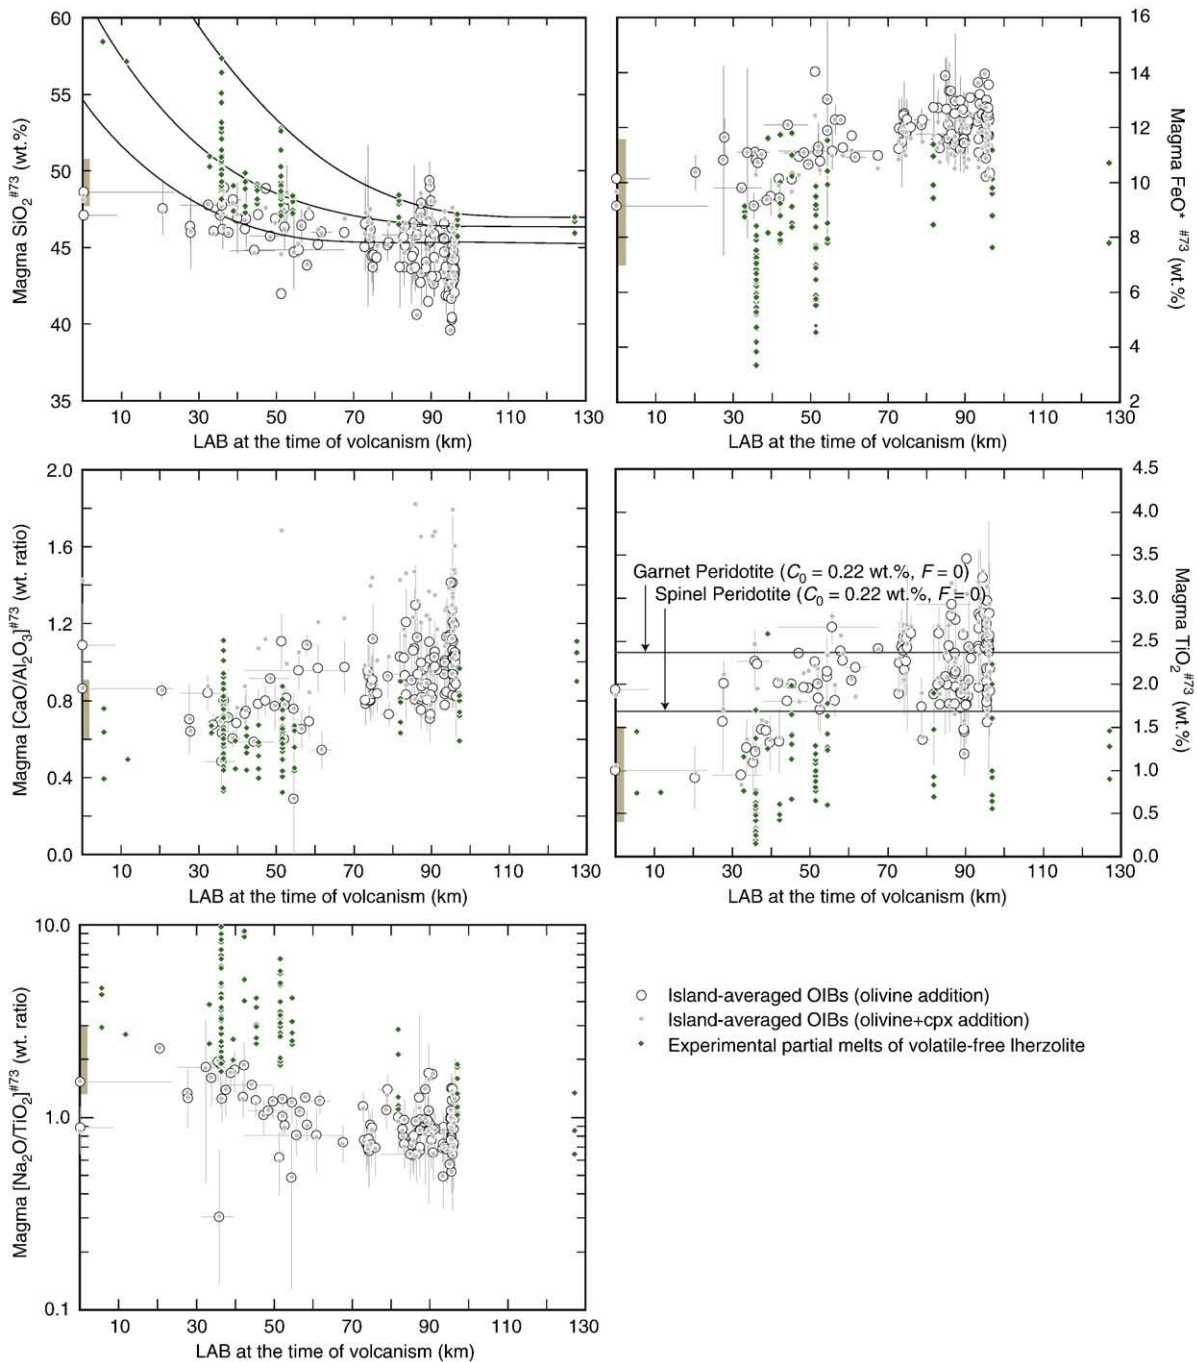 60
55
50
45
40
35
Magma SiO2#73 (wt.%)
10 30 50 70 90 110 130
LAB at the time of volcanism (km)
16
14
12
10
8
6
4
2
Magma FeO* #73 (wt.%)
10 30 50 70 90 110 130
LAB at the time of volcanism (km)
2.0
1.6
1.2
0.8
0.4
0.0
Magma [CaO/Al2O3]#73 (wt. ratio)
10 30 50 70 90 110 130
LAB at the time of volcanism (km)
4.5
4.0
3.5
3.0
2.5
2.0
1.5
1.0
0.5
0.0
Magma TiO2#73 (wt.%)
Garnet Peridotite (C0 = 0.22 wt.%, F = 0)
Spinel Peridotite (C0 = 0.22 wt.%, F = 0)
10 30 50 70 90 110 130
LAB at the time of volcanism (km)
10.0
1.0
0.1
Magma [Na2O/TiO2]#73 (wt. ratio)
10 30 50 70 90 110 130
LAB at the time of volcanism (km)
Island-averaged OIBs (olivine addition)
Island-averaged OIBs (olivine+cpx addition)
Experimental partial melts of volatile-free lherzolite